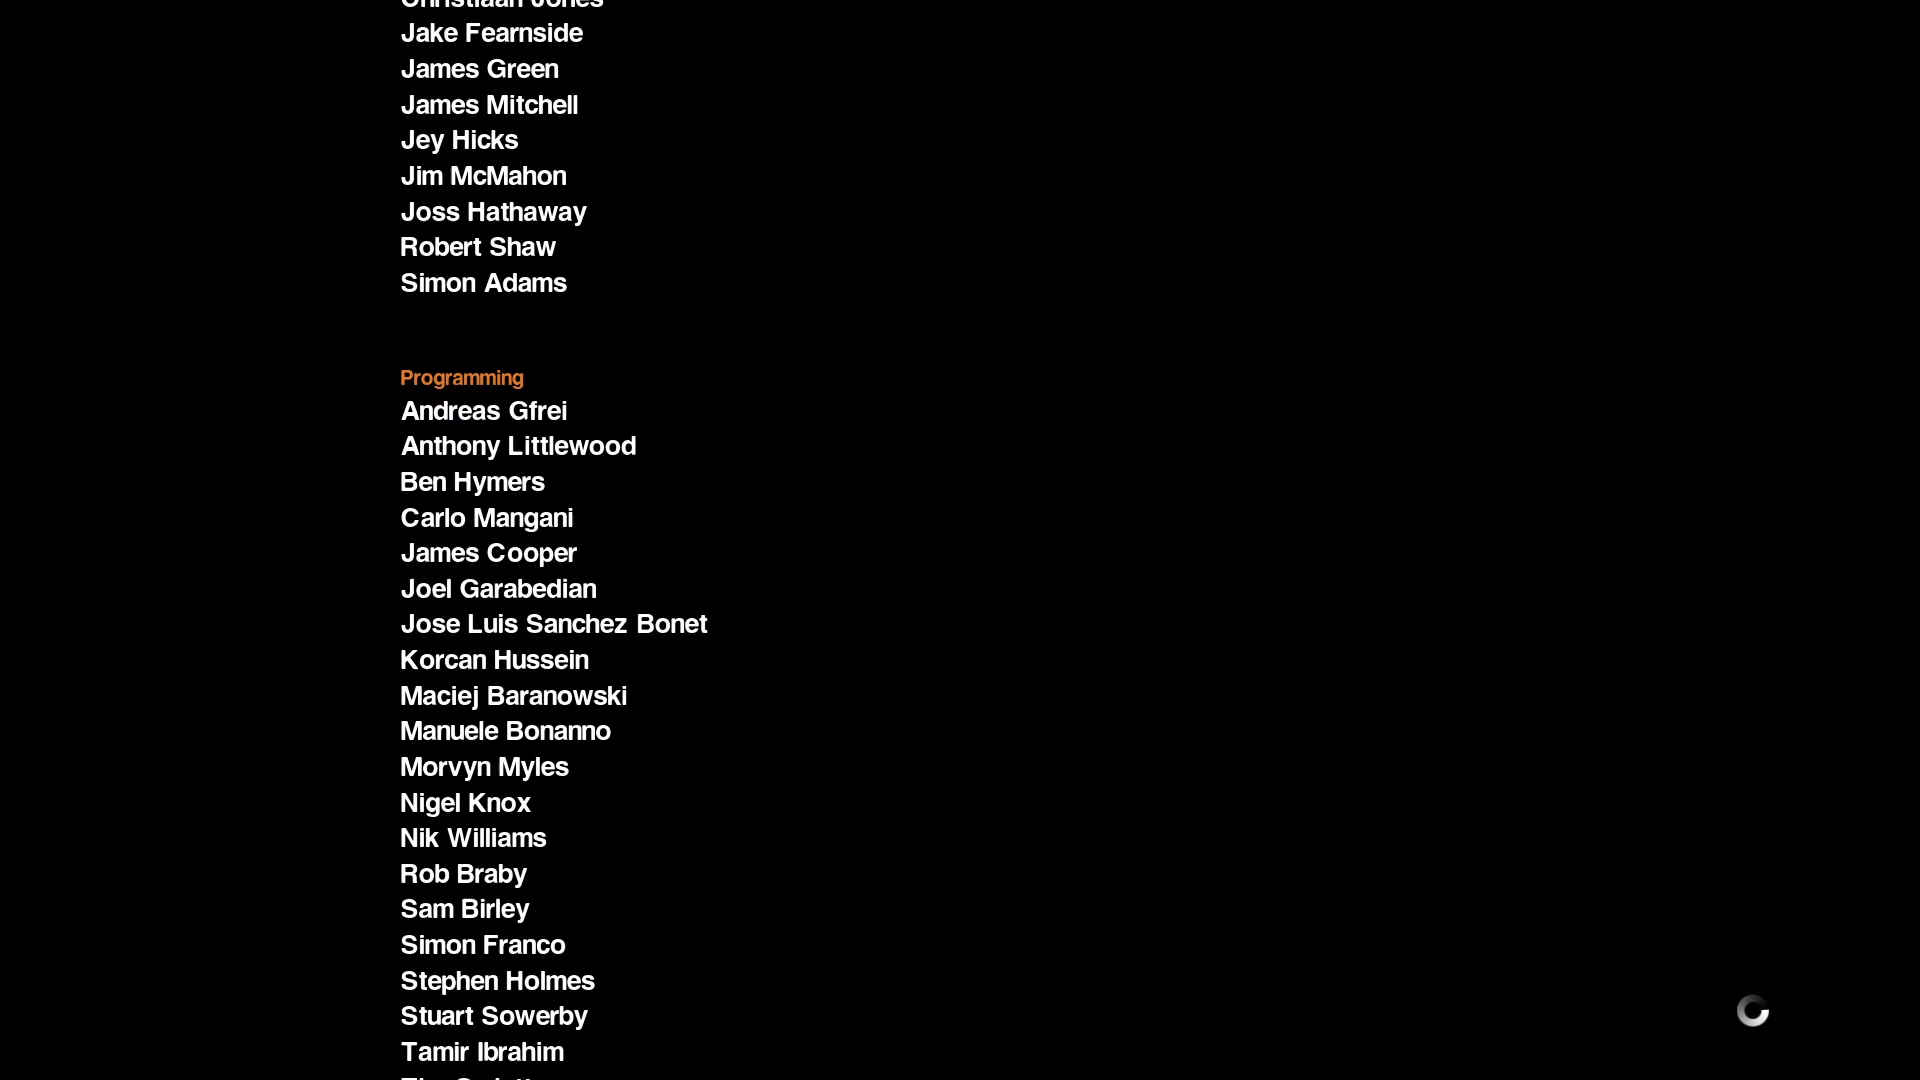 Christiaan Jones
Jake Fearnside
James Green
James Mitchell
Jey Hicks
Jim McMahon
Joss Hathaway
Robert Shaw
Simon Adams
Programming
Andreas Gfrei
Anthony Littlewood
Ben Hymers
Carlo Mangani
James Cooper
Joel Garabedian
Jose Luis Sanchez Bonet
Korcan Hussein
Maciej Baranowski
Manuele Bonanno
Morvyn Myles
Nigel Knox
Nik Williams
Rob Braby
Sam Birley
Simon Franco
Stephen Holmes
Stuart Sowerby
Tamir Ibrahim